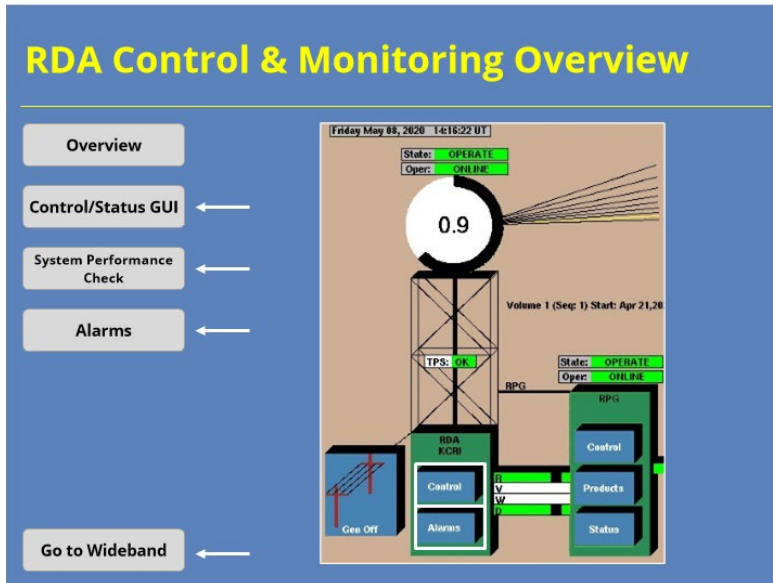 RDA Control & Monitoring Overview
Overview
Control/Status GUI
System Performance
Check
Alarms
Go to Wideband
Friday May 08, 2020 14:16:22 UT
State: OPERATE
Oper: ONLINE
0.9
Volume 1 (Seq: 1) Start: Apr 21,20
TPS: OK
State: OPERATE
Oper: ONLINE
RPG
RPG
RDA
KCRI
Control
Alarms
Gen Off
R
V
W
D
Control
Products
Status